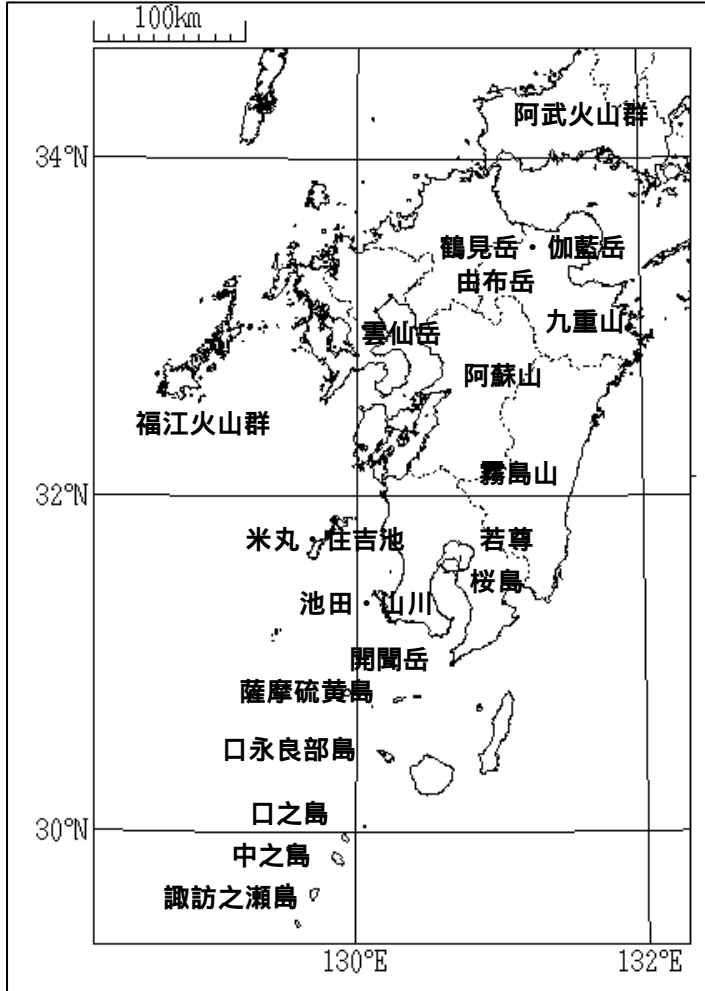 100km
阿武火山群
34°N
鶴見岳・伽藍岳
由布岳
九重山
雲仙岳
阿蘇山
福江火山群
霧島山
32°N
米丸・住吉池
若尊
桜島
池田・山川
開聞岳
薩摩硫黄島
口永良部島
口之島
30°N
中之島
諏訪之瀬島
130°E
132°E